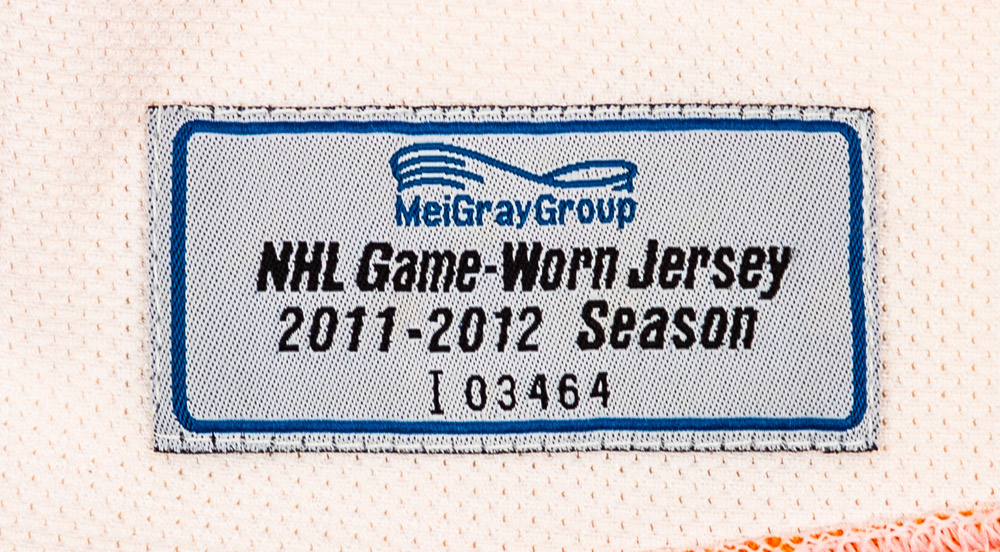 MeiGrayGroup
NHL Game-Worn Jersey
2011-2012 Season
I 03464